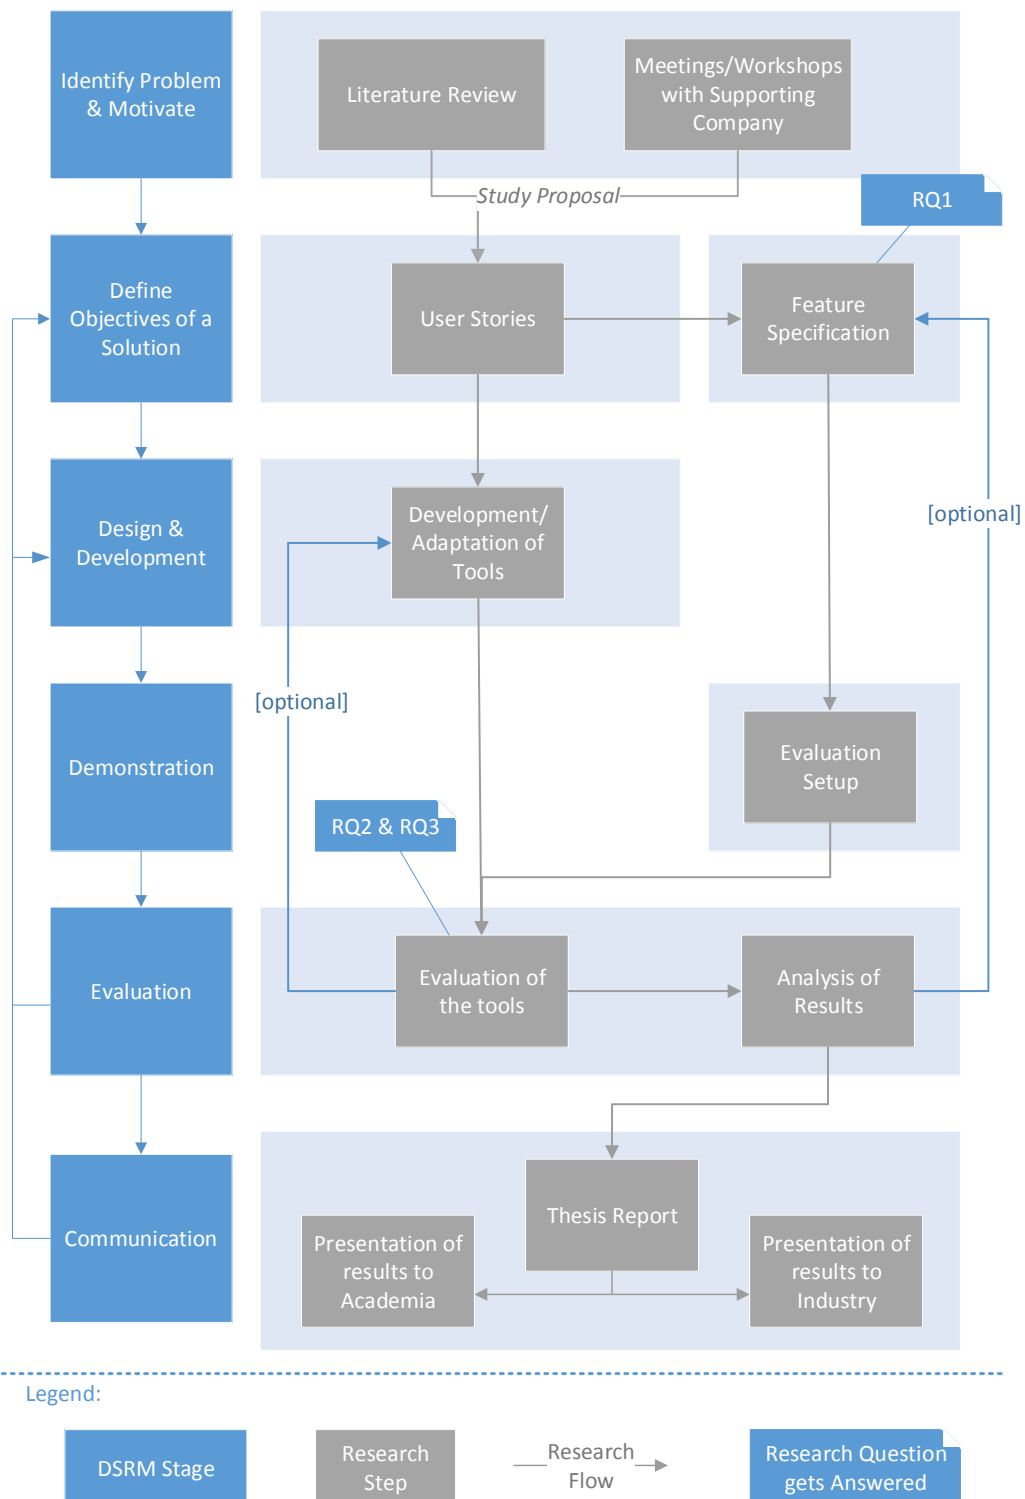 Identify Problem
& Motivate
Literature Review
Meetings/Workshops
with Supporting
Company
Study Proposal
RQ1
Define
Objectives of a
Solution
User Stories
Feature
Specification
Design &
Development
Development/
Adaptation of
Tools
[optional]
[optional]
Demonstration
Evaluation
Setup
RQ2 & RQ3
Evaluation
Evaluation of
the tools
Analysis of
Results
Communication
Thesis Report
Presentation of
results to
Academia
Presentation of
results to
Industry
Legend:
DSRM Stage
Research
Step
Research
Flow
Research Question
gets Answered